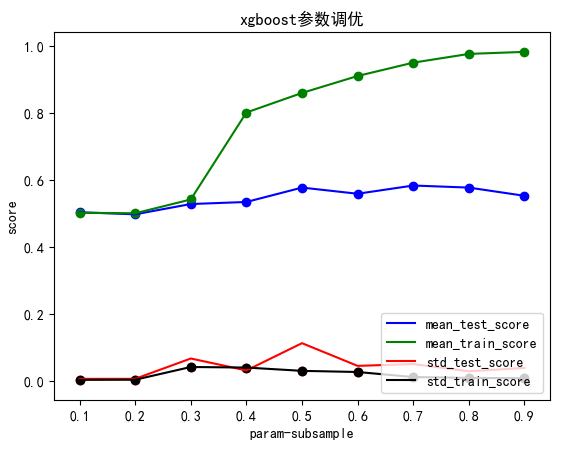 xgboost参数调优
score
1.0
0.8
0.6
0.4
0.2
0.0
mean_test_score
mean_train_score
std_test_score
std_train_score
0.1 0.2 0.3 0.4 0.5 0.6 0.7 0.8 0.9
param-subsample